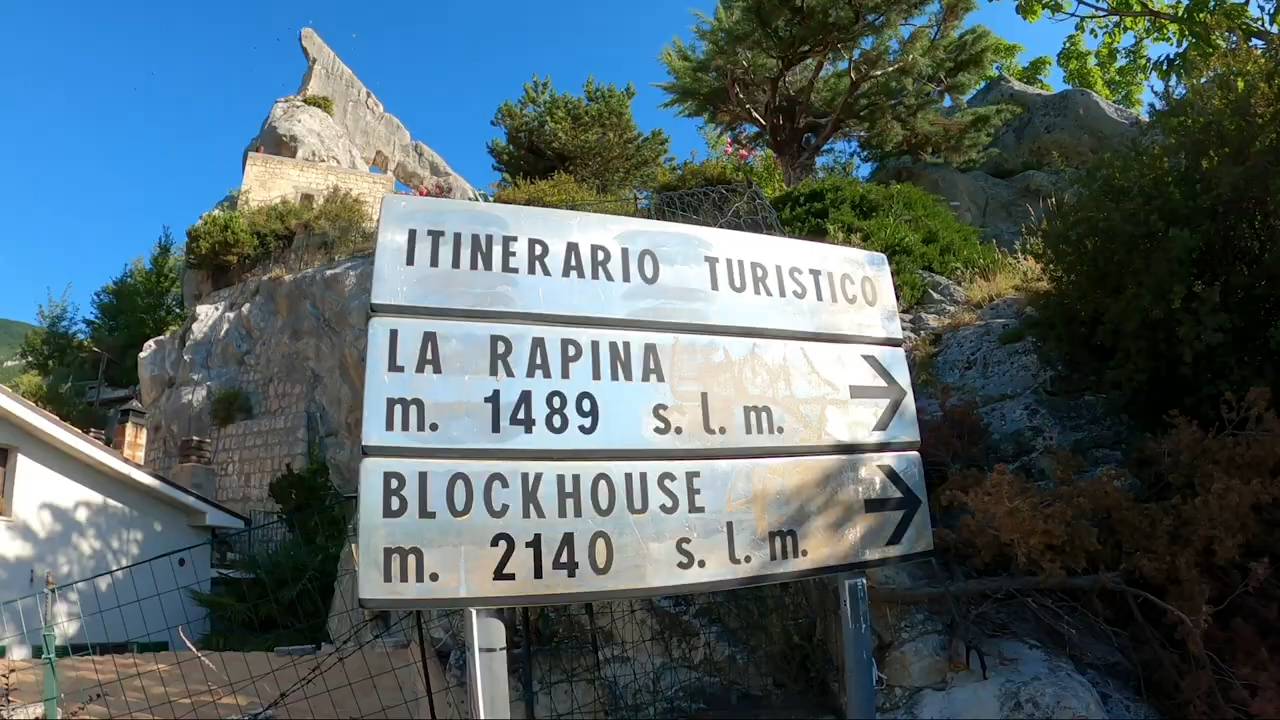 ITINERARIO TURISTICO
LA RAPINA
m. 1489 s. l. m.
BLOCKHOUSE
m. 2140 s. l. m.